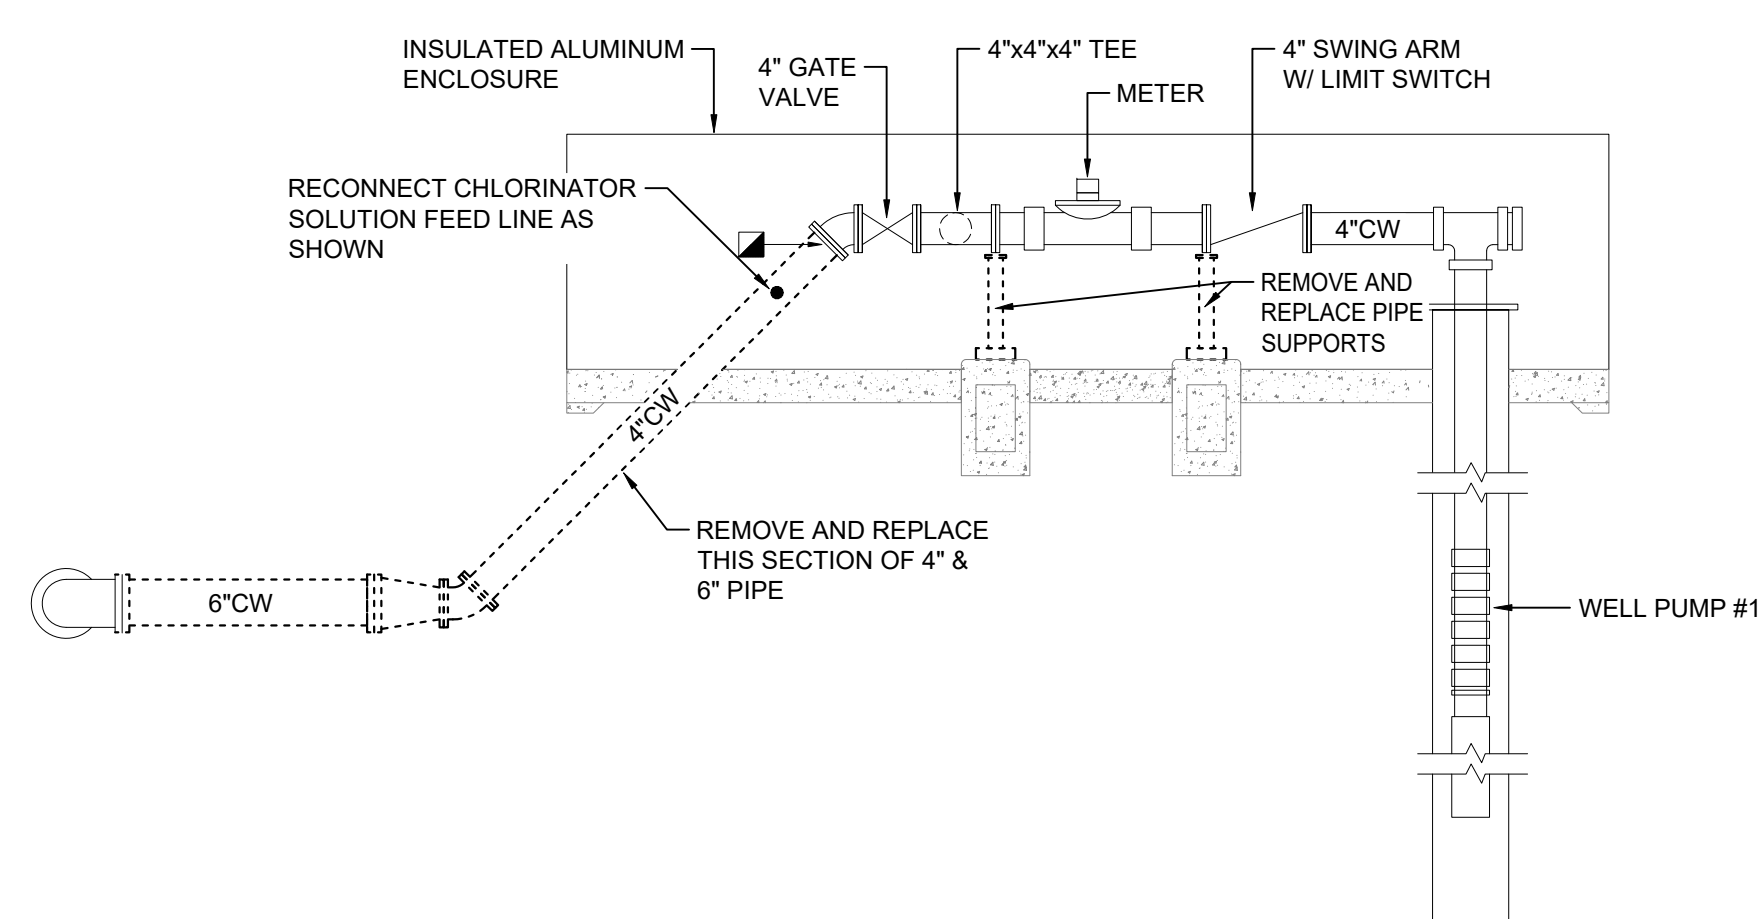 INSULATED ALUMINUM
ENCLOSURE
4" GATE
VALVE
4"x4"x4" TEE
METER
4" SWING ARM
W/ LIMIT SWITCH
RECONNECT CHLORINATOR
SOLUTION FEED LINE AS
SHOWN
4"CW
REMOVE AND
REPLACE PIPE
SUPPORTS
4"CW
REMOVE AND REPLACE
THIS SECTION OF 4" &
6" PIPE
6"CW
WELL PUMP #1